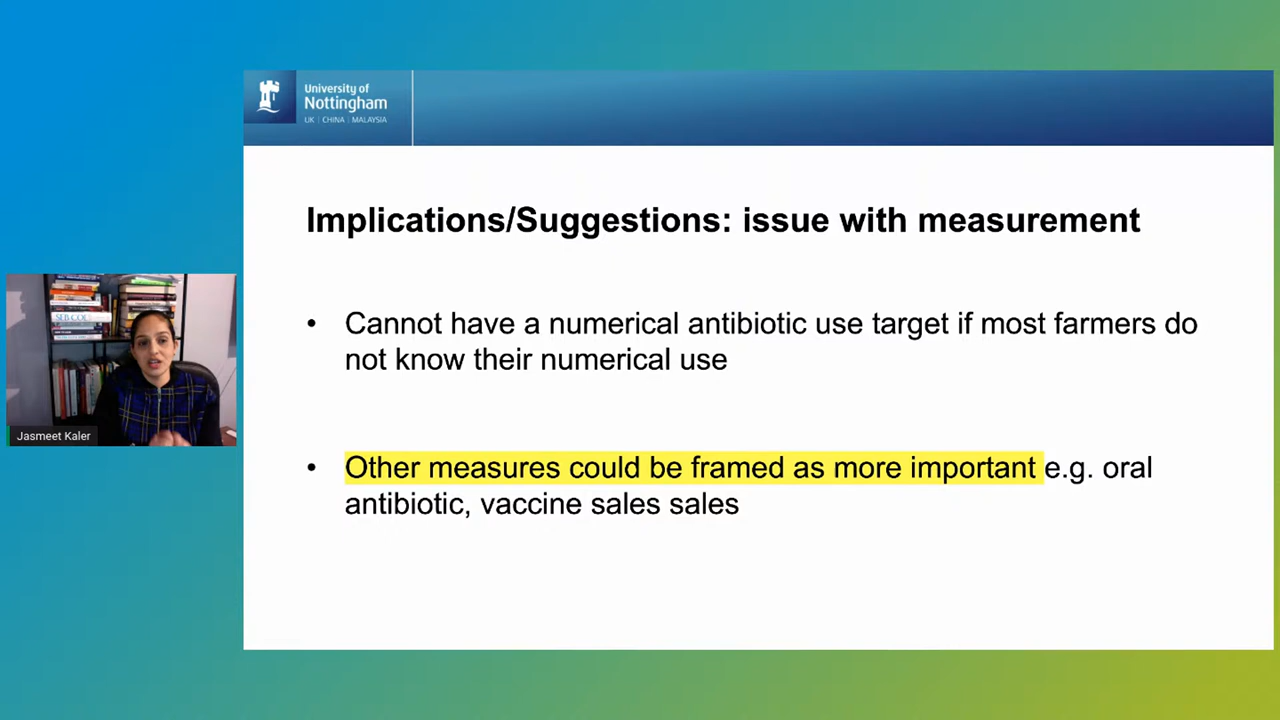 University of
Nottingham
UK | CHINA | MALAYSIA
Implications/Suggestions: issue with measurement
• Cannot have a numerical antibiotic use target if most farmers do
not know their numerical use
• Other measures could be framed as more important e.g. oral
antibiotic, vaccine sales sales
Jasmeet Kaler